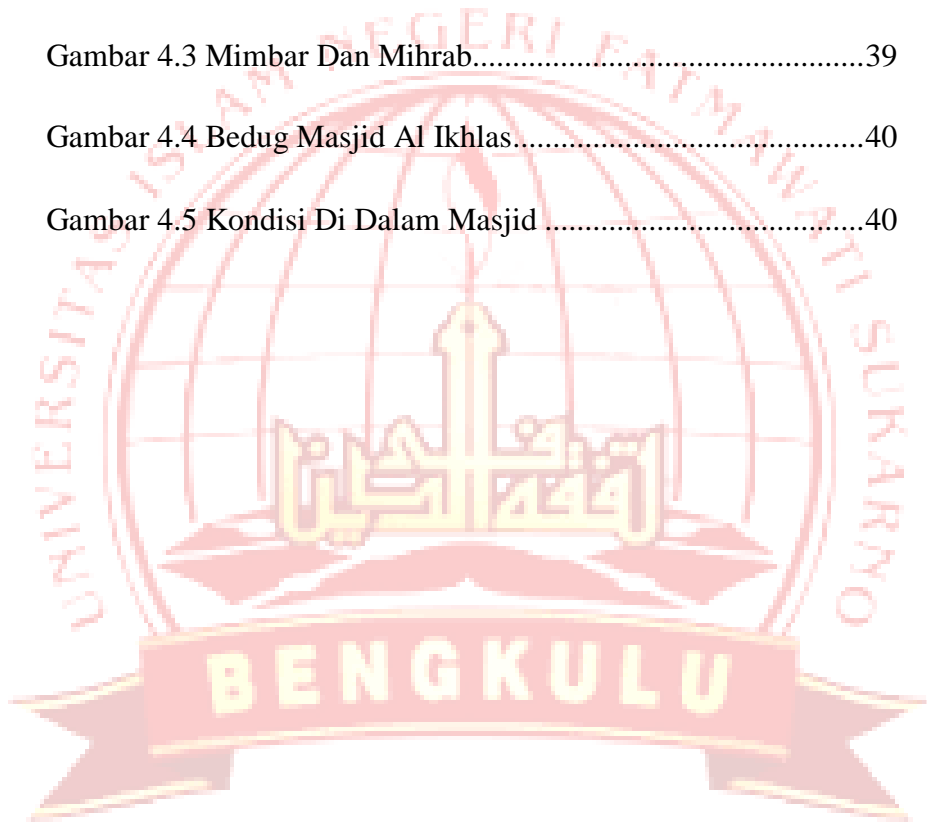 Gambar 4.3 Mimbar Dan Mihrab................................................39
Gambar 4.4 Bedug Masjid Al Ikhlas...........................................40
Gambar 4.5 Kondisi Di Dalam Masjid .......................................40
UNIVERSITAS ISLAM NEGERI FATMAWATI SUKARNO
BENGKULU